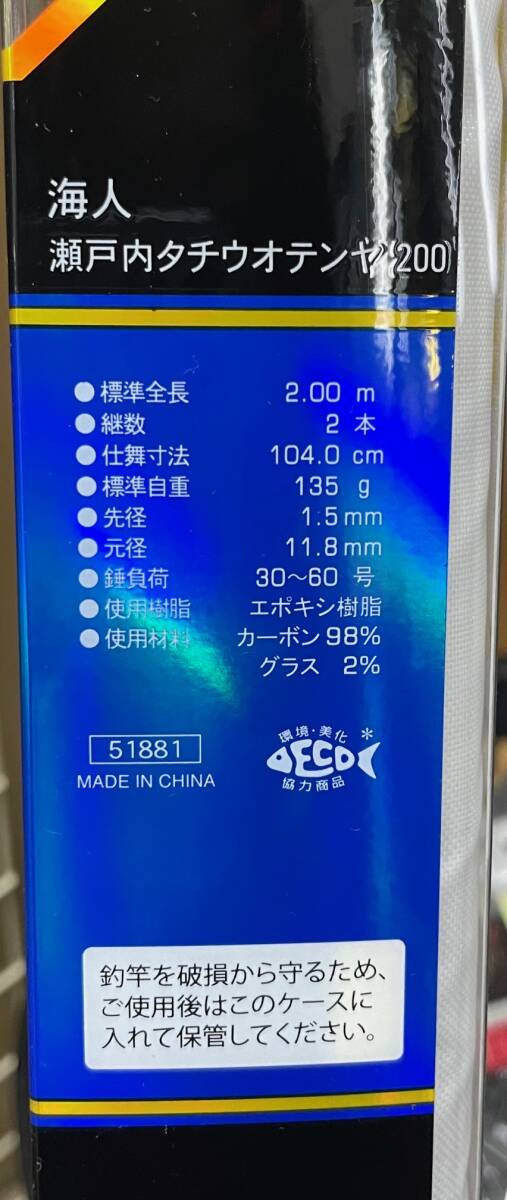 海人
瀬戸内タチウオテンヤ(200)
●標準全長 2.00 m
●継数 2 本
●仕舞寸法 104.0 cm
●標準自重 135 g
●先径 1.5mm
●元径 11.8mm
●錘負荷 30～60 号
●使用樹脂 エポキシ樹脂
●使用材料 カーボン98%
グラス 2%
51881
MADE IN CHINA
環境・美化*
ECO
協力商品
釣竿を破損から守るため、
ご使用後はこのケースに
入れて保管してください。